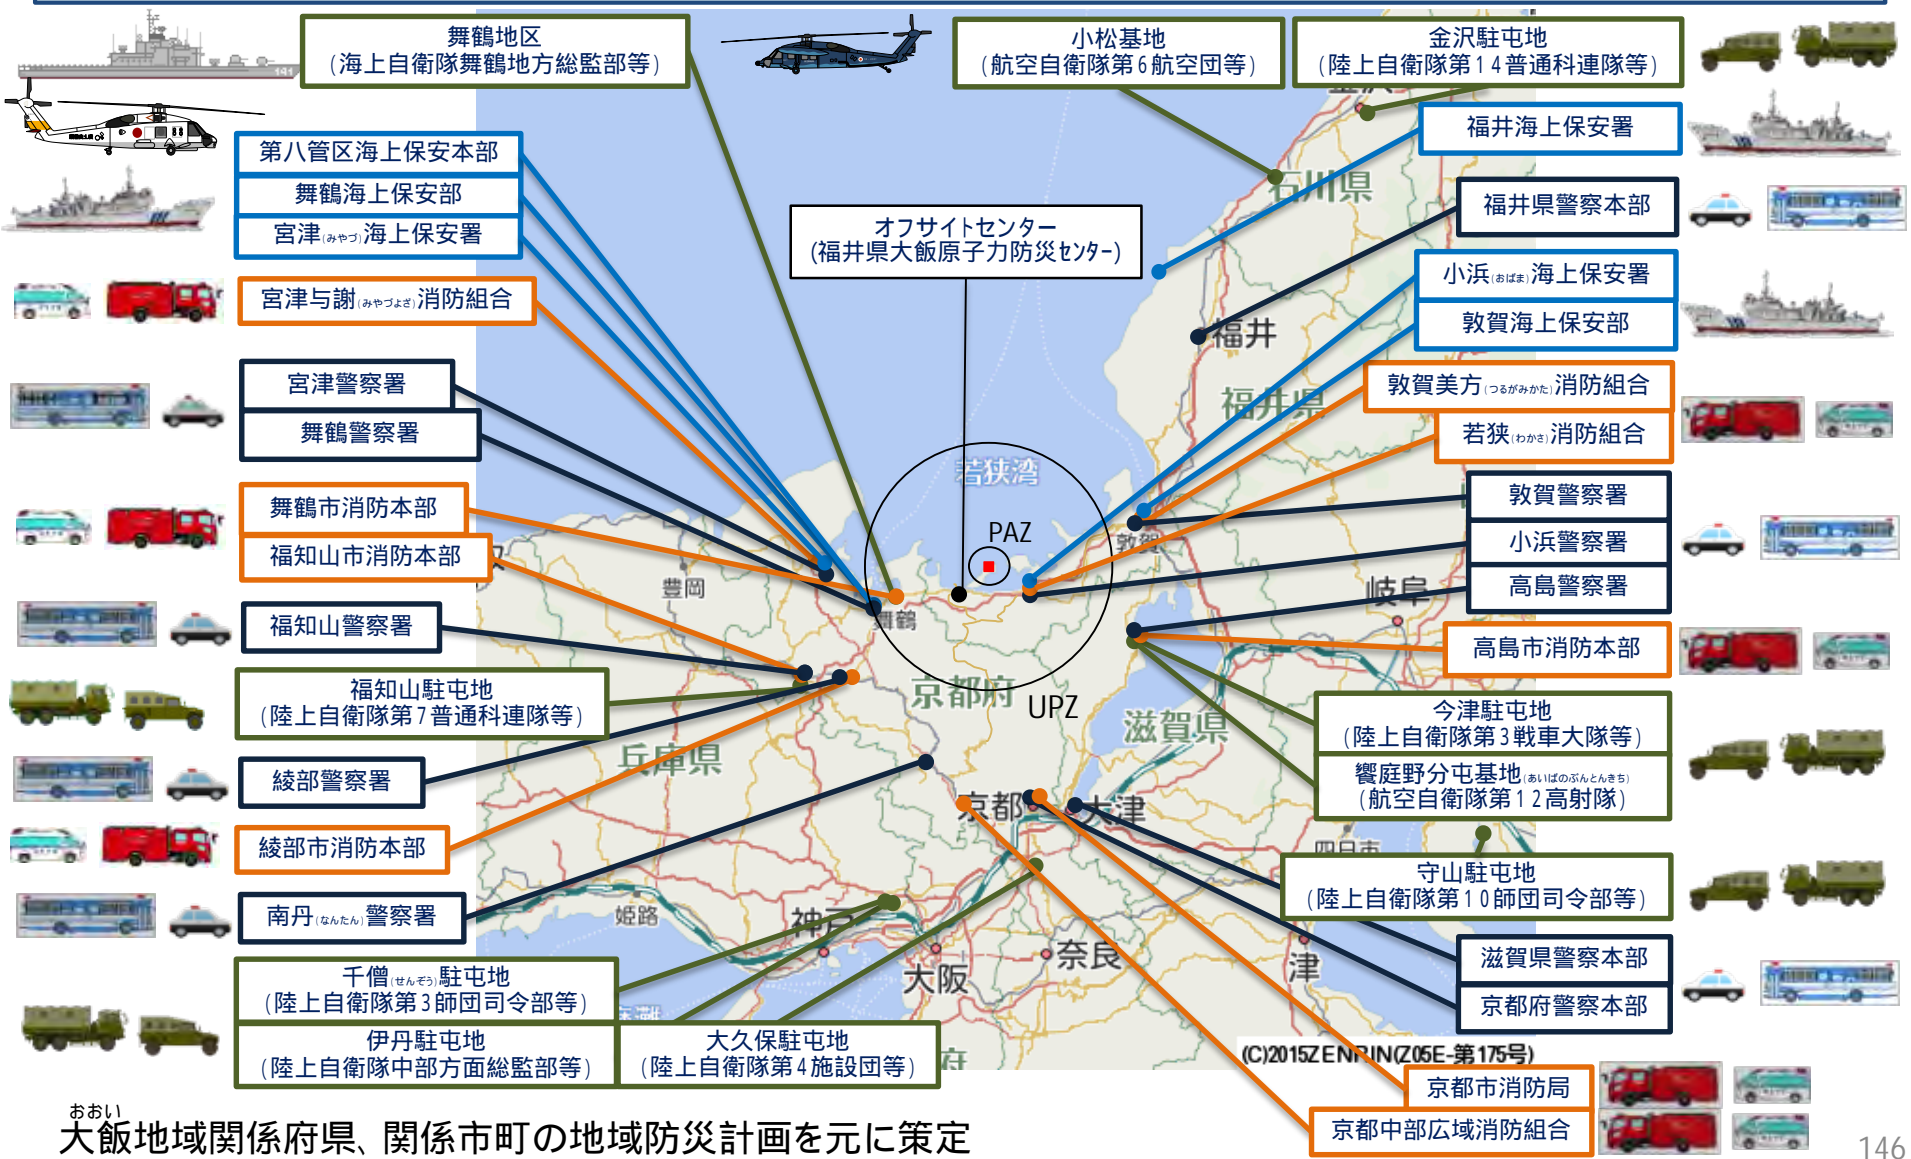 舞鶴地区
(海上自衛隊舞鶴地方総監部等)
小松基地
(航空自衛隊第6航空団等)
金沢駐屯地
(陸上自衛隊第14普通科連隊等)
141
第八管区海上保安本部
舞鶴海上保安部
宮津(みやづ)海上保安署
宮津与謝(みやづよさ)消防組合
宮津警察署
舞鶴警察署
舞鶴市消防本部
福知山市消防本部
福知山警察署
福知山駐屯地
(陸上自衛隊第7普通科連隊等)
綾部警察署
綾部市消防本部
南丹(なんたん)警察署
千僧(せんぞう)駐屯地
(陸上自衛隊第3師団司令部等)
伊丹駐屯地
(陸上自衛隊中部方面総監部等)
大久保駐屯地
(陸上自衛隊第4施設団等)
オフサイトセンター
(福井県大飯原子力防災センター)
福井海上保安署
福井県警察本部
小浜(おばま)海上保安署
敦賀海上保安部
敦賀美方(つるがみかた)消防組合
若狭(わかさ)消防組合
敦賀警察署
小浜警察署
高島警察署
高島市消防本部
今津駐屯地
(陸上自衛隊第3戦車大隊等)
饗庭野分屯基地(あいばのぶんとんきち)
(航空自衛隊第12高射隊)
守山駐屯地
(陸上自衛隊第10師団司令部等)
滋賀県警察本部
京都府警察本部
京都市消防局
京都中部広域消防組合
金沢
石川県
福井
福井県
若狭湾
PAZ
敦賀
豊岡
舞鶴
岐阜
京都府
UPZ
滋賀県
兵庫県
京都
大津
四日市
姫路
神戸
大阪
奈良
津
府
(C)2015ZENRIN(Z05E-第175号)
おおい
大飯地域関係府県、関係市町の地域防災計画を元に策定
146